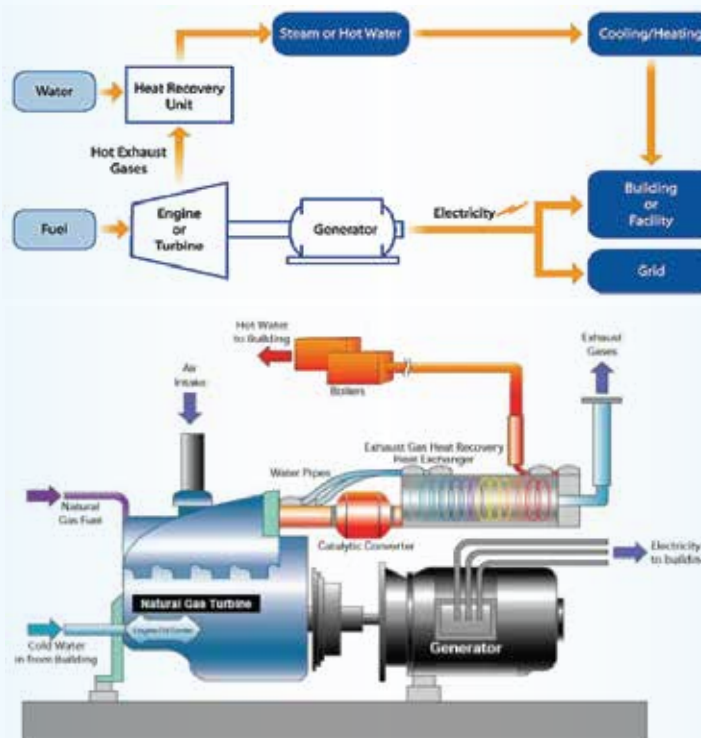 Steam or Hot Water
Cooling/Heating
Water
Heat Recovery
Unit
Hot Exhaust
Gases
Building
or
Facility
Engine
or
Turbine
Fuel
Generator
Electricity
Grid
Hot Water
to Building
Exhaust
Gases
Air
Intake
Boilers
Exhaust Gas Heat Recovery
Heat Exchanger
Water Pipes
Natural
Gas Fuel
Catalytic Converter
Electricity
to building
Natural Gas Turbine
Cold Water
in from Building
Generator